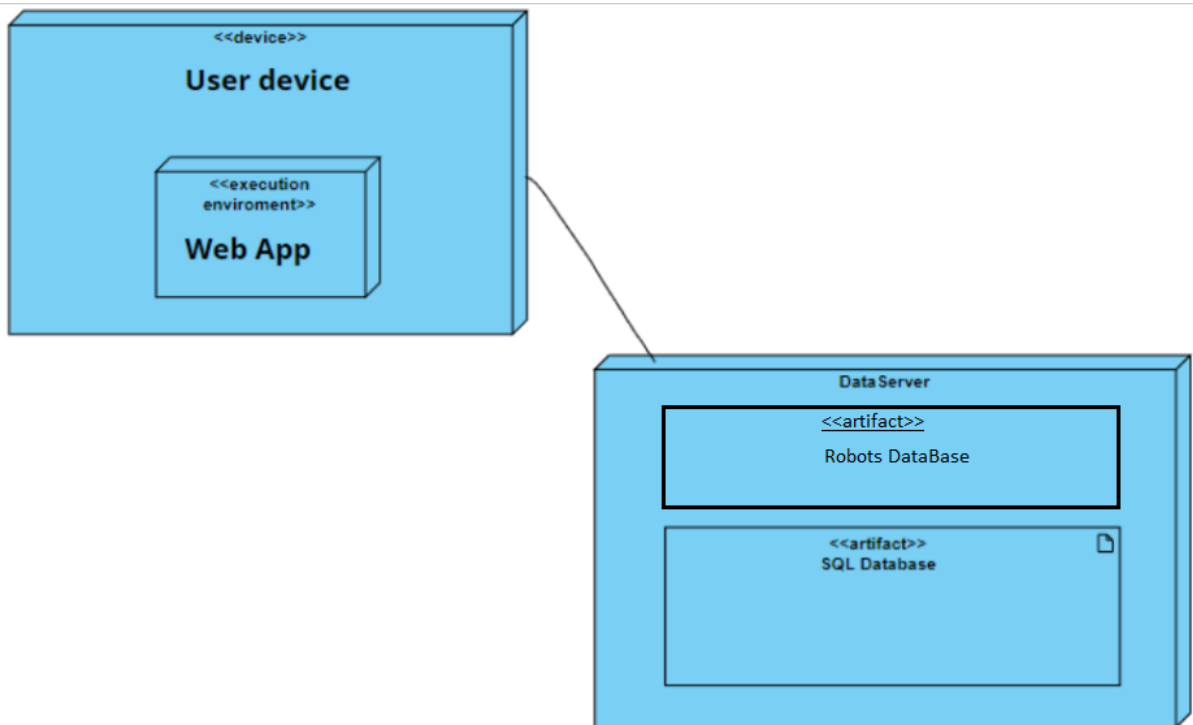 <<device>>
User device
<<execution
enviroment>>
Web App
DataServer
<<artifact>>
Robots DataBase
<<artifact>>
SQL Database